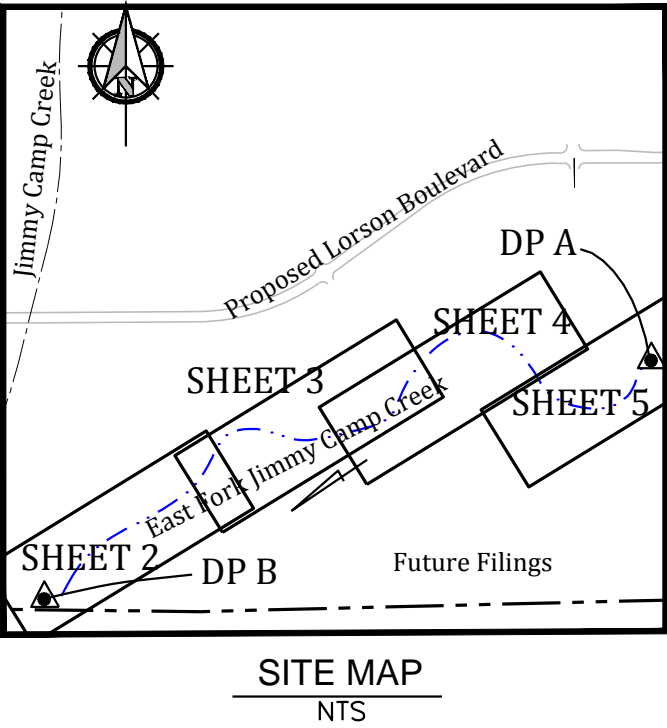 N
Jimmy Camp Creek
Proposed Lorson Boulevard
DP A
SHEET 4
SHEET 3
SHEET 5
East Fork Jimmy Camp Creek
SHEET 2
DP B
Future Filings
SITE MAP
NTS